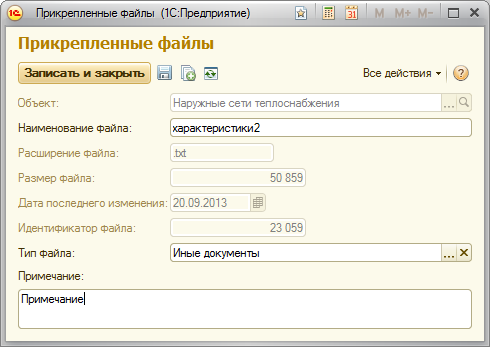 Прикрепленные файлы (1С:Предприятие)
M M+ M-
Прикрепленные файлы
Записать и закрыть
Все действия
Объект: Наружные сети теплоснабжения
Наименование файла: характеристики2
Расширение файла: .txt
Размер файла: 50 859
Дата последнего изменения: 20.09.2013
Идентификатор файла: 23 059
Тип файла: Иные документы
Примечание:
Примечание